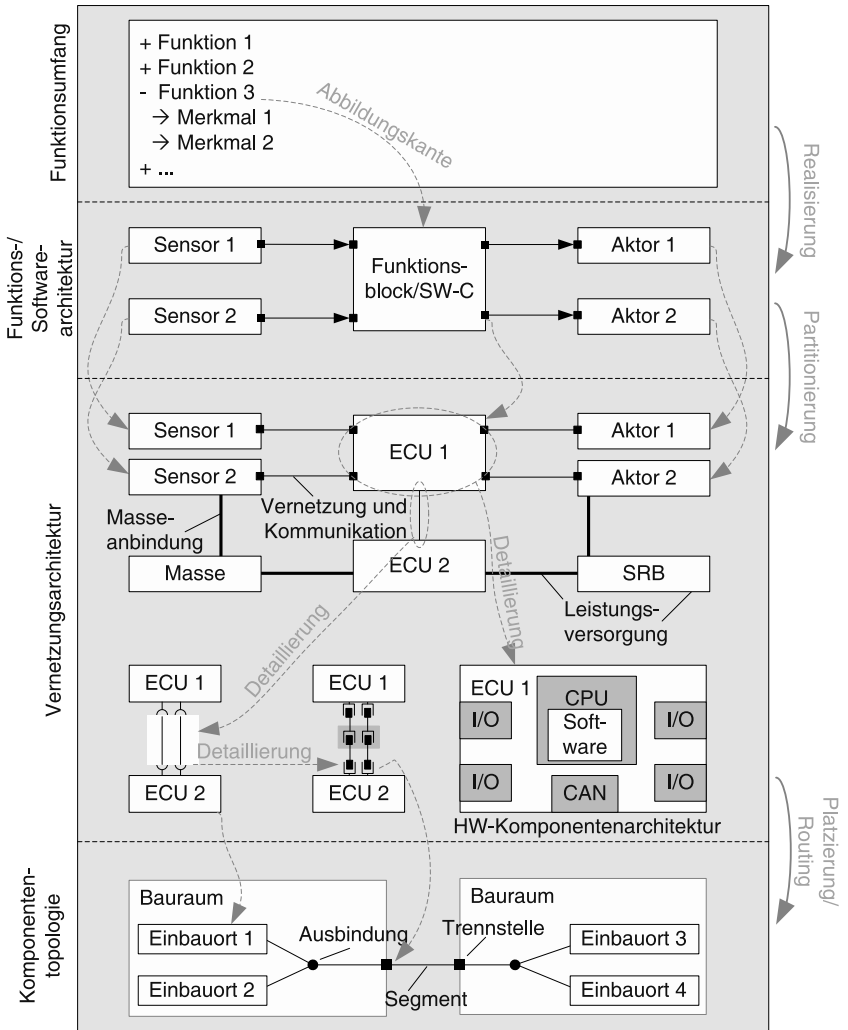 Funktionsumfang
+ Funktion 1
+ Funktion 2
- Funktion 3
→ Merkmal 1
→ Merkmal 2
+ ...
Abbildungskante
Realisierung
Funktions-/
Software-
architektur
Sensor 1
Sensor 2
Funktions-
block/SW-C
Aktor 1
Aktor 2
Partitionierung
Vernetzungsarchitektur
Sensor 1
Sensor 2
ECU 1
Aktor 1
Aktor 2
Masse-
anbindung
Vernetzung und
Kommunikation
Masse
ECU 2
SRB
Leistungs-
versorgung
Detaillierung
Detaillierung
ECU 1
ECU 2
Detaillierung
ECU 1
ECU 2
ECU 1
I/O
CPU
Soft-
ware
I/O
I/O
CAN
I/O
HW-Komponentenarchitektur
Platzierung/
Routing
Komponenten-
topologie
Bauraum
Einbauort 1
Einbauort 2
Ausbindung
Segment
Trennstelle
Bauraum
Einbauort 3
Einbauort 4